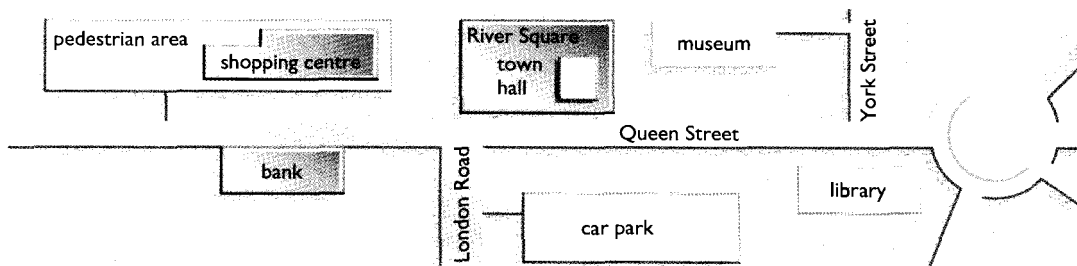 pedestrian area
shopping centre
River Square
town
hall
museum
York Street
Queen Street
bank
London Road
car park
library